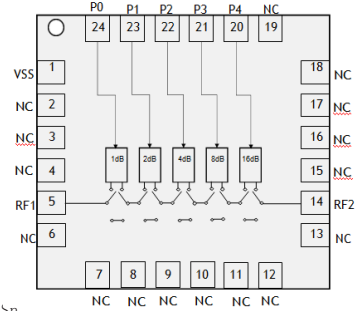 P0 P1 P2 P3 P4 NC
24 23 22 21 20 19
VSS 1 18 NC
NC 2 17 NC
NC 3 16 NC
1dB 2dB 4dB 8dB 16dB
NC 4 15 NC
RF1 5 14 RF2
NC 6 13 NC
7 8 9 10 11 12
NC NC NC NC NC NC